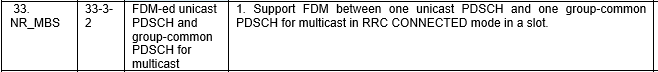 33. NR_MBS
33-3-2
FDM-ed unicast PDSCH and group-common PDSCH for multicast
1. Support FDM between one unicast PDSCH and one group-common
PDSCH for multicast in RRC CONNECTED mode in a slot.